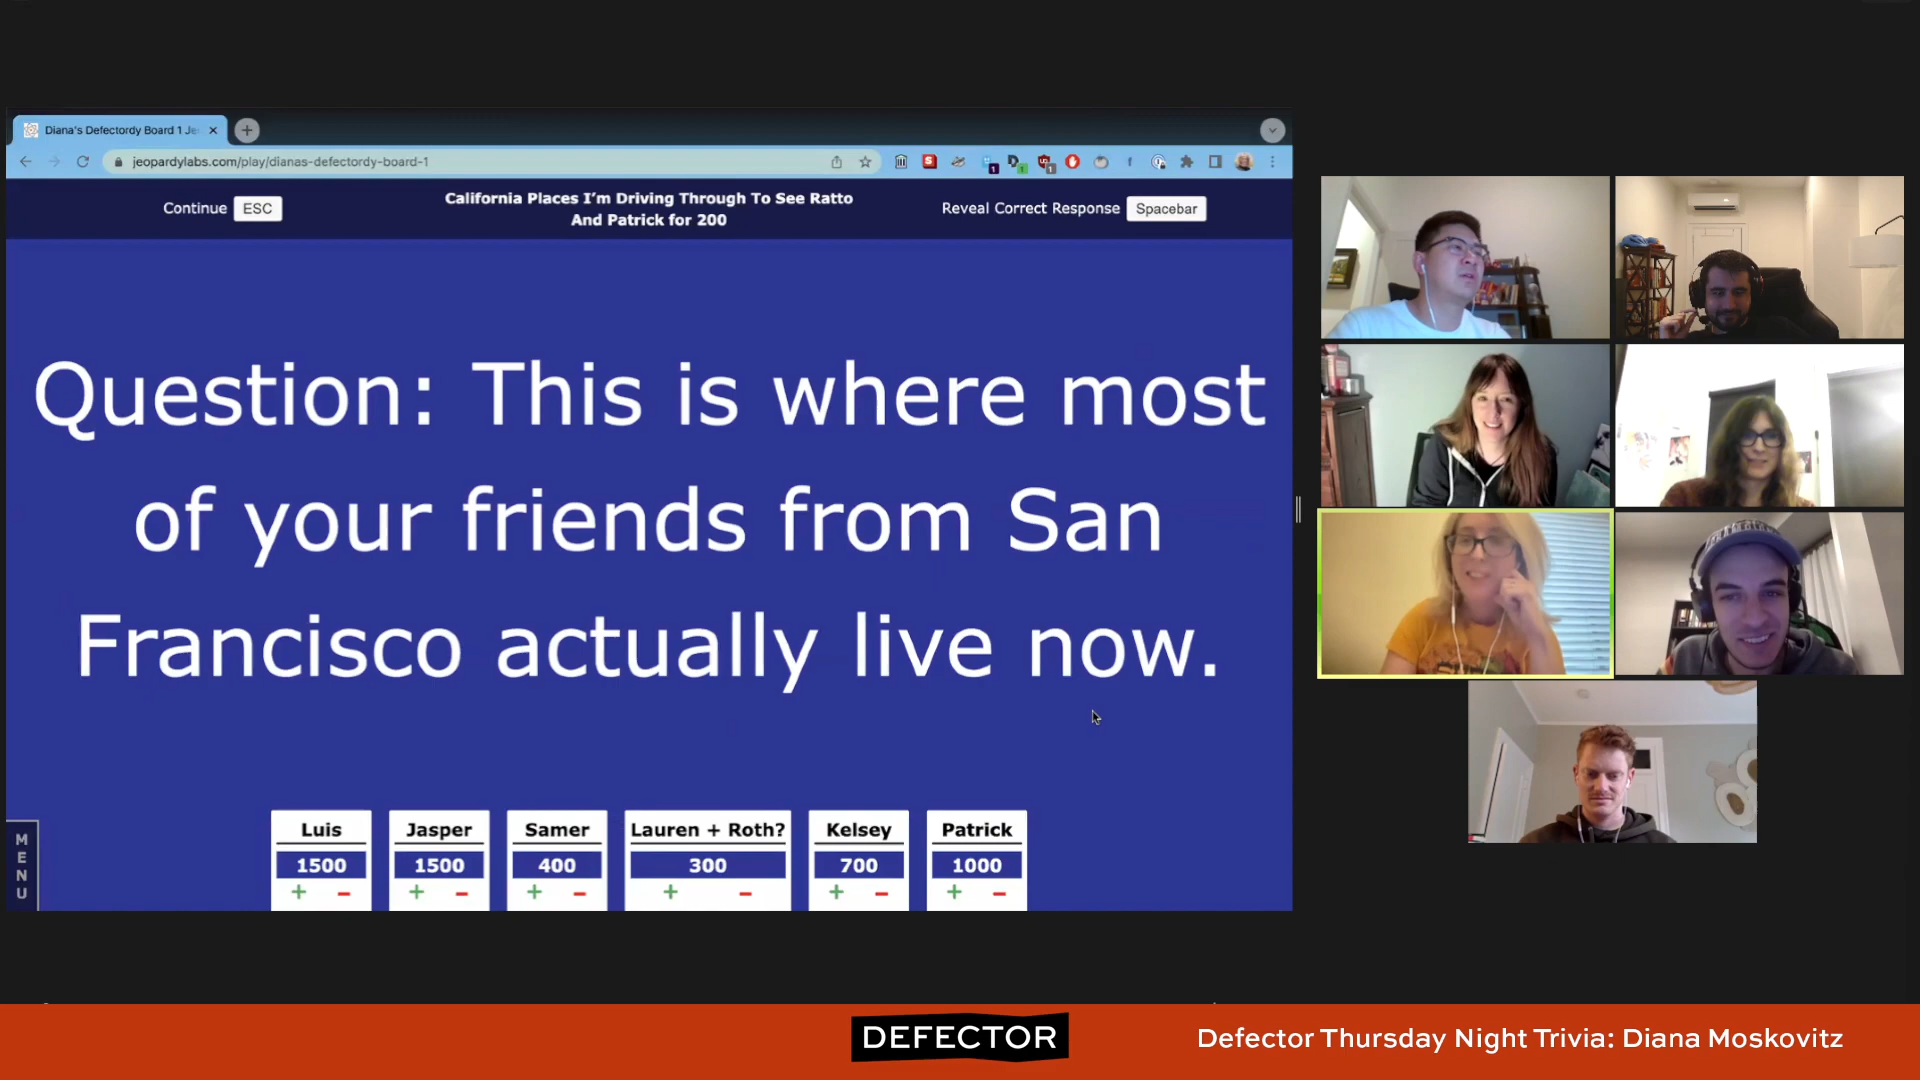 Diana's Defectordy Board 1 Je
jeopardylabs.com/play/dianas-defectordy-board-1
Continue ESC
California Places I'm Driving Through To See Ratto
And Patrick for 200
Reveal Correct Response Spacebar
Question: This is where most
of your friends from San
Francisco actually live now.
MENU
Luis Jasper Samer Lauren + Roth? Kelsey Patrick
1500 1500 400 300 700 1000
+ - + - + - + - + - + -
DEFECTOR
Defector Thursday Night Trivia: Diana Moskovitz